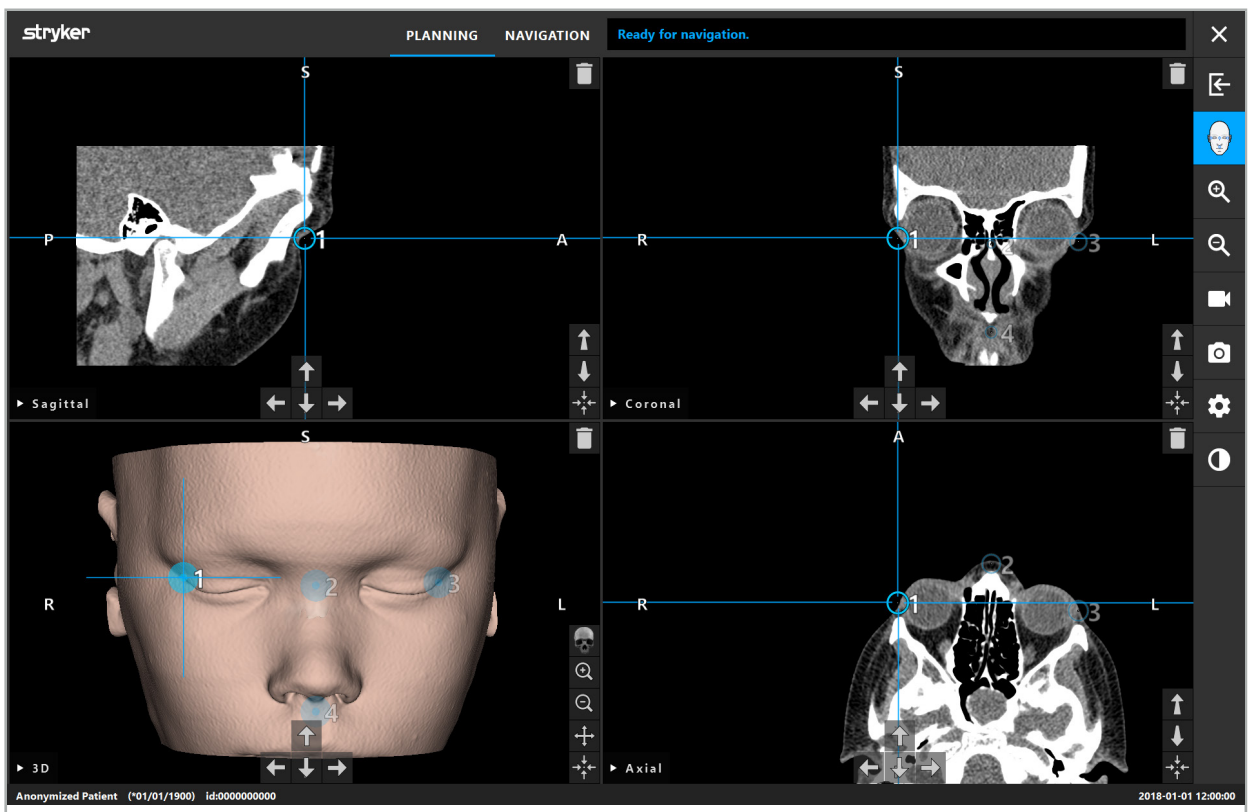 stryker
PLANNING NAVIGATION Ready for navigation.
S
P A
1
Sagittal
S
R L
1 2 3
4
Coronal
S
R L
1 2 3
4
3D
A
R L
2
1 3
Axial
Anonymized Patient (*01/01/1900) id:0000000000 2018-01-01 12:00:00